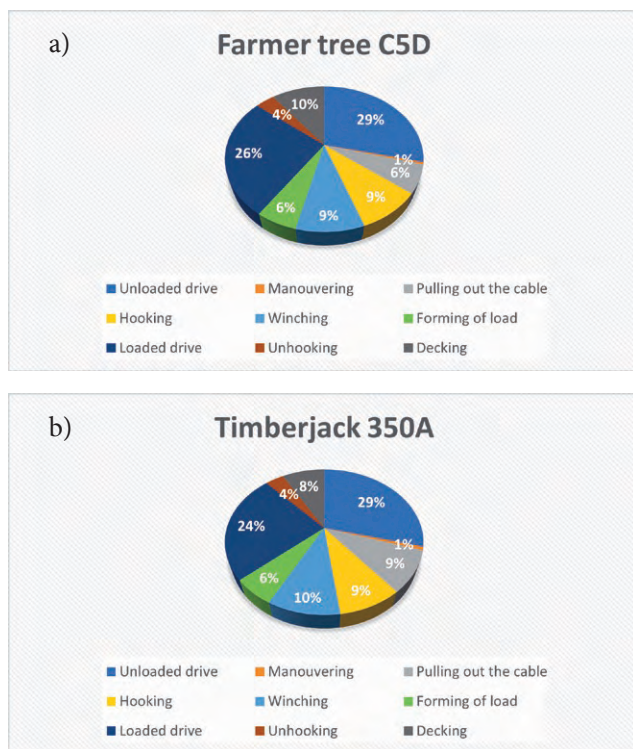 a)
Farmer tree C5D
10%
4%
29%
26%
1%
6%
9%
6%
9%
Unloaded drive Manouvering Pulling out the cable
Hooking Winching Forming of load
Loaded drive Unhooking Decking
b)
Timberjack 350A
8%
4%
29%
24%
1%
9%
6%
9%
10%
Unloaded drive Manouvering Pulling out the cable
Hooking Winching Forming of load
Loaded drive Unhooking Decking